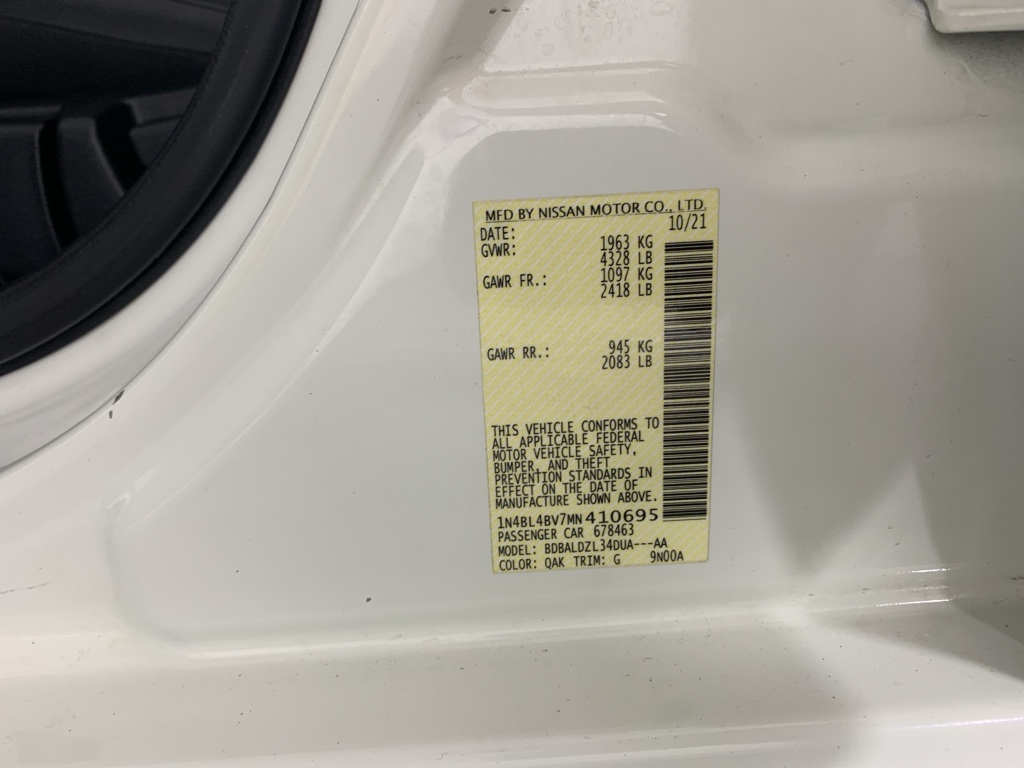 MFD BY NISSAN MOTOR CO., LTD.
DATE: 10/21
GVWR: 1963 KG
4328 LB
GAWR FR.: 1097 KG
2418 LB
GAWR RR.: 945 KG
2083 LB
THIS VEHICLE CONFORMS TO
ALL APPLICABLE FEDERAL
MOTOR VEHICLE SAFETY,
BUMPER, AND THEFT
PREVENTION STANDARDS IN
EFFECT ON THE DATE OF
MANUFACTURE SHOWN ABOVE.
1N4BL4BV7MN410695
PASSENGER CAR 678463
MODEL: BDBALDZL34DUA---AA
COLOR: QAK TRIM: G 9N00A